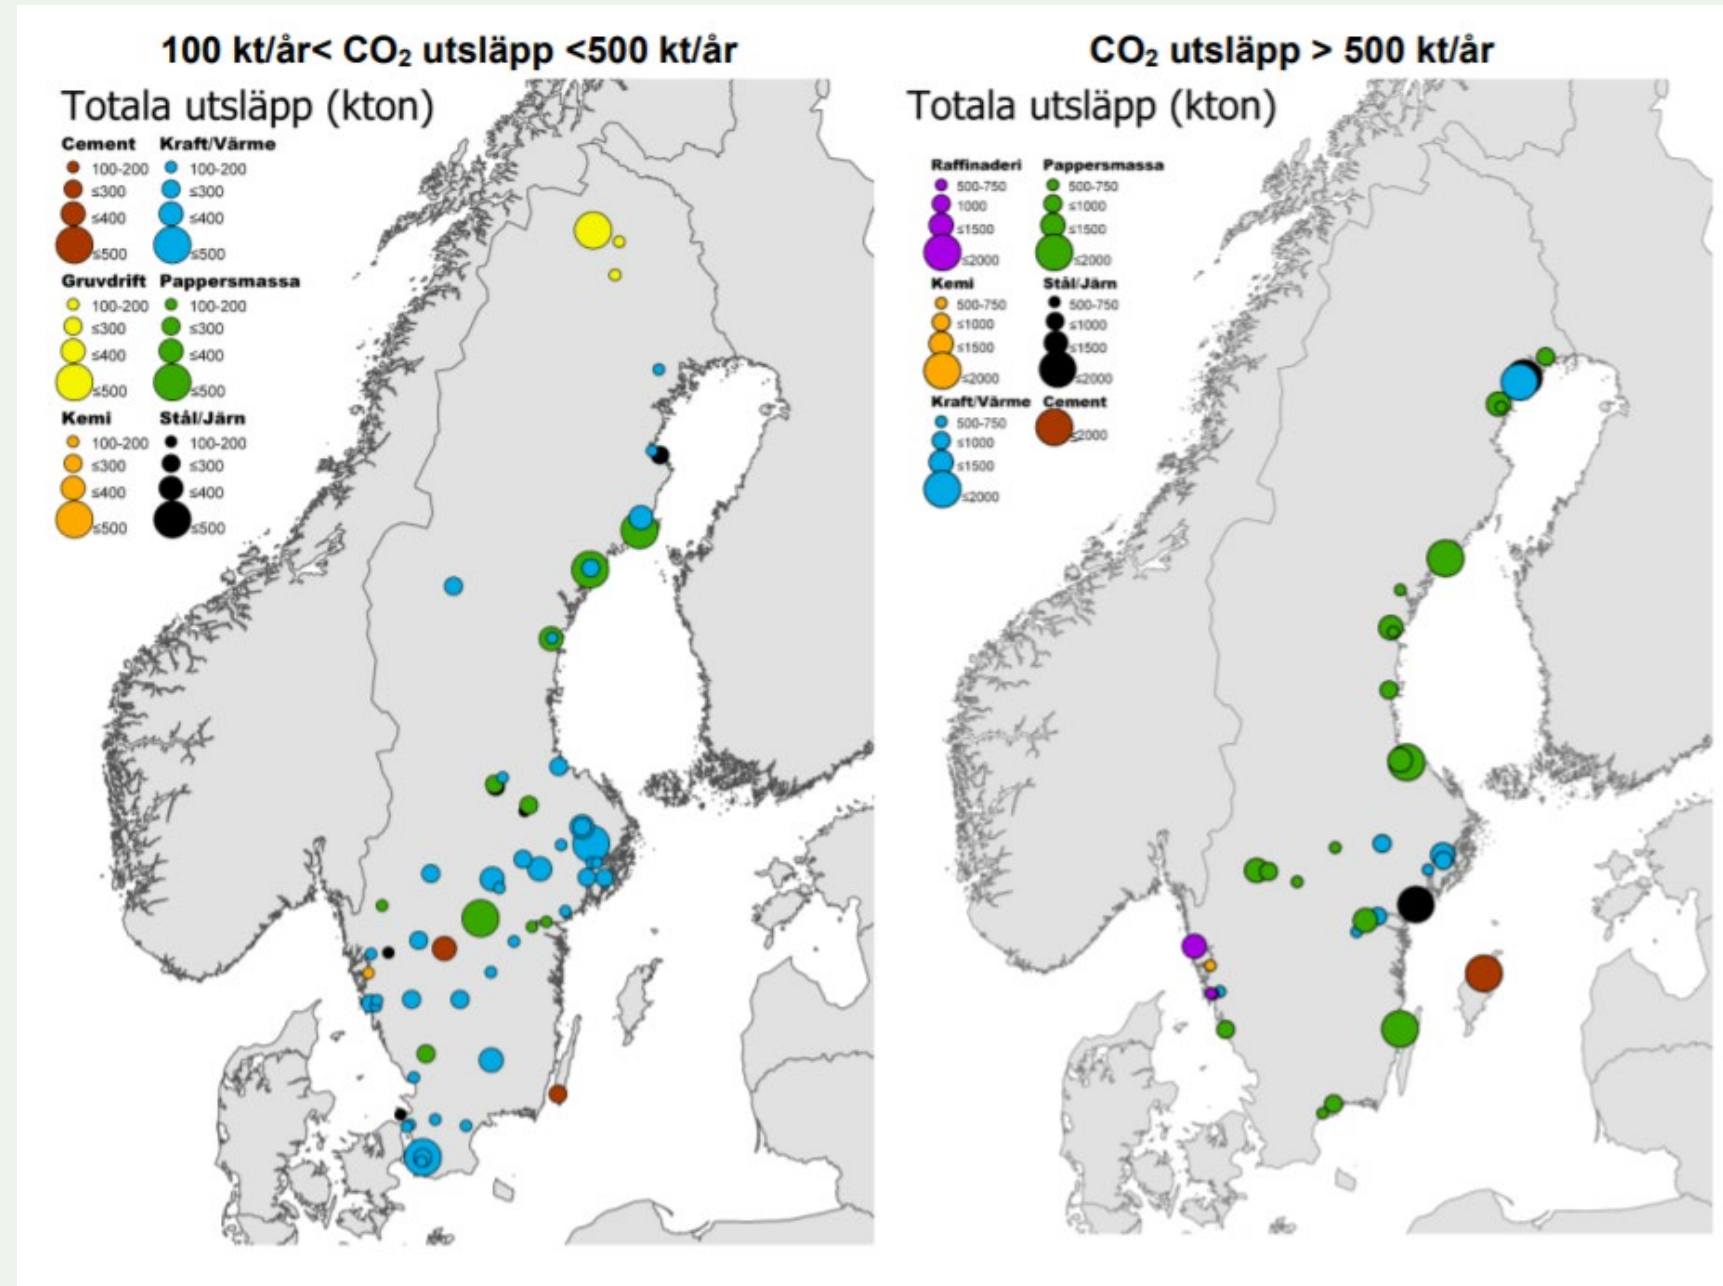 100 kt/år< CO₂ utsläpp <500 kt/år
Totala utsläpp (kton)
Cement Kraft/Värme
100-200 100-200
≤300 ≤300
≤400 ≤400
≤500 ≤500
Gruvdrift Pappersmassa
100-200 100-200
≤300 ≤300
≤400 ≤400
≤500 ≤500
Kemi Stål/Järn
100-200 100-200
≤300 ≤300
≤400 ≤400
≤500 ≤500
CO₂ utsläpp > 500 kt/år
Totala utsläpp (kton)
Raffinaderi Pappersmassa
500-750 500-750
1000 ≤1000
≤1500 ≤1500
≤2000 ≤2000
Kemi Stål/Järn
500-750 500-750
≤1000 ≤1000
≤1500 ≤1500
≤2000 ≤2000
Kraft/Värme Cement
500-750
≤1000 ≤2000
≤1500
≤2000